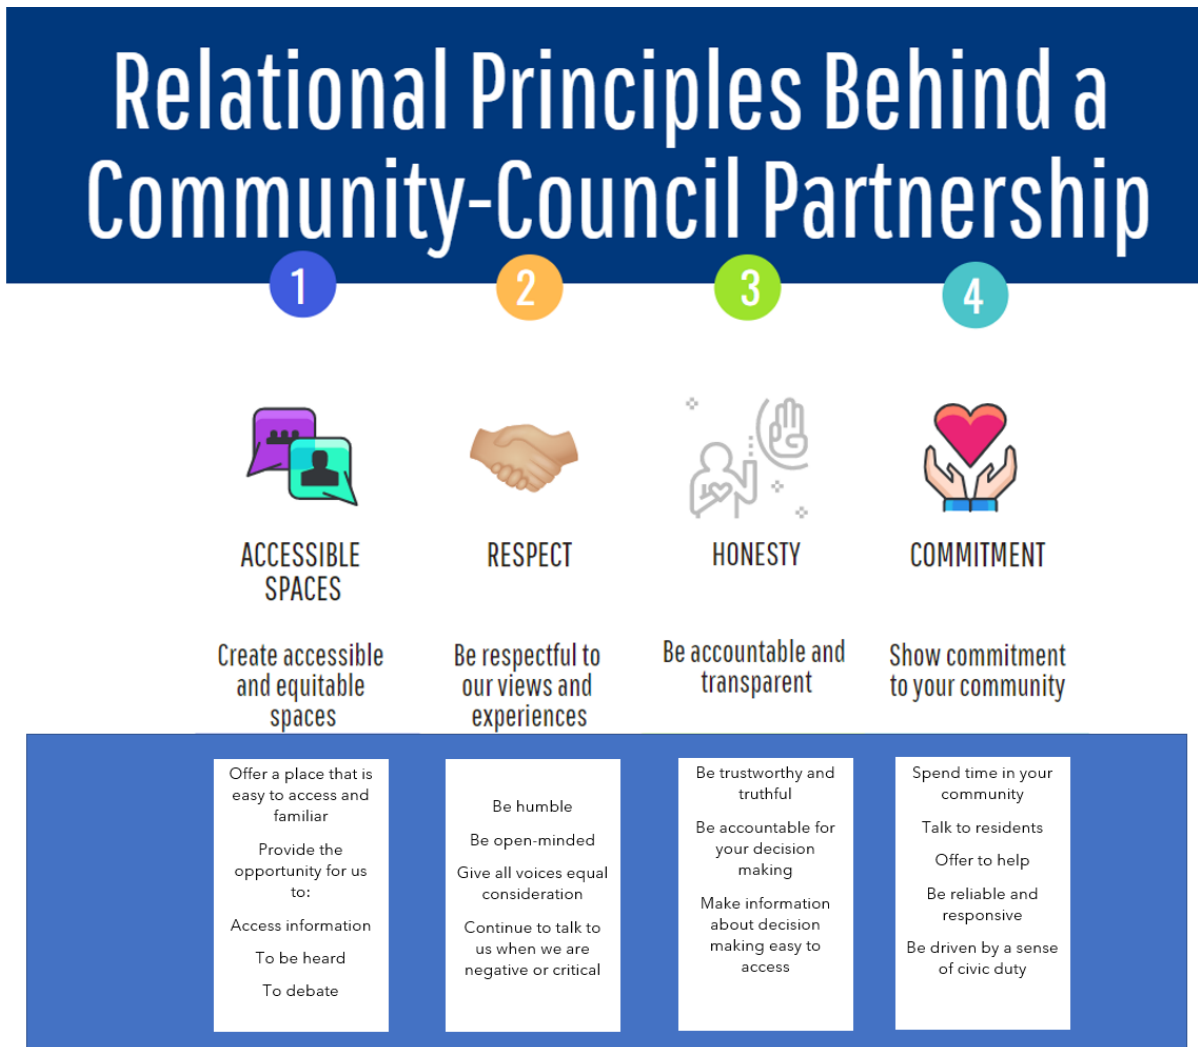 Relational Principles Behind a
Community-Council Partnership
1
2
3
4
ACCESSIBLE
SPACES
Create accessible
and equitable
spaces
Offer a place that is
easy to access and
familiar
Provide the
opportunity for us
to:
Access information
To be heard
To debate
RESPECT
Be respectful to
our views and
experiences
Be humble
Be open-minded
Give all voices equal
consideration
Continue to talk to
us when we are
negative or critical
HONESTY
Be accountable and
transparent
Be trustworthy and
truthful
Be accountable for
your decision
making
Make information
about decision
making easy to
access
COMMITMENT
Show commitment
to your community
Spend time in your
community
Talk to residents
Offer to help
Be reliable and
responsive
Be driven by a sense
of civic duty